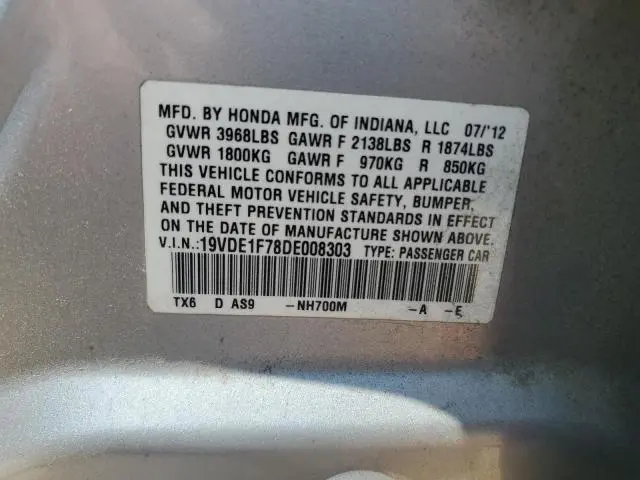 MFD. BY HONDA MFG. OF INDIANA, LLC 07/'12
GVWR 3968LBS GAWR F 2138LBS R 1874LBS
GVWR 1800KG GAWR F 970KG R 850KG
THIS VEHICLE CONFORMS TO ALL APPLICABLE
FEDERAL MOTOR VEHICLE SAFETY, BUMPER,
AND THEFT PREVENTION STANDARDS IN EFFECT
ON THE DATE OF MANUFACTURE SHOWN ABOVE.
V.I.N.:19VDE1F78DE008303 TYPE: PASSENGER CAR
TX6 D AS9 -NH700M -A -E